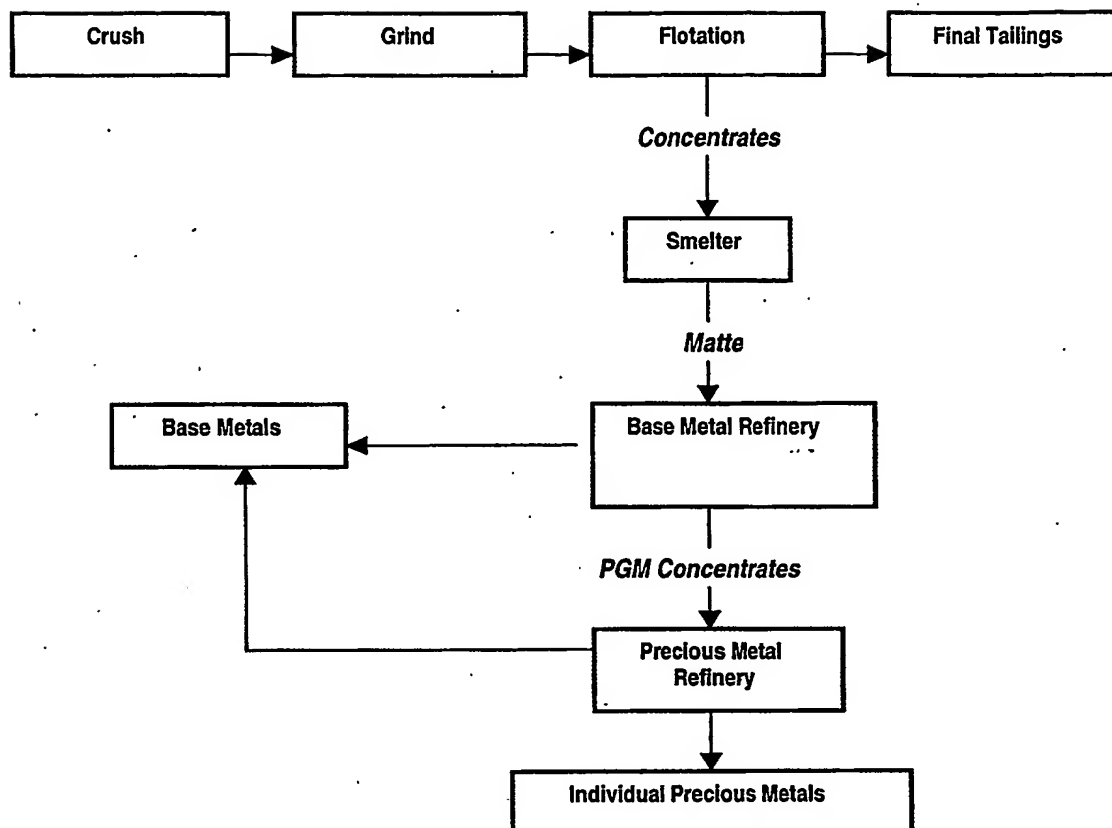 Crush
Grind
Flotation
Final Tailings
Concentrates
Smelter
Matte
Base Metals
Base Metal Refinery
PGM Concentrates
Precious Metal
Refinery
Individual Precious Metals